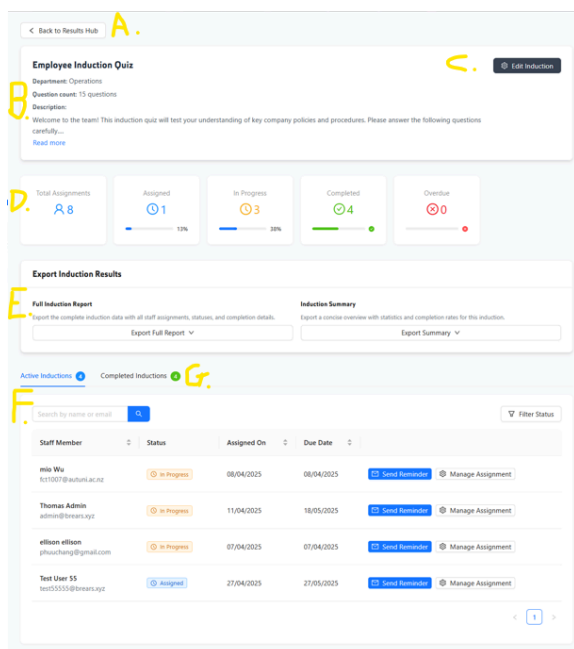 Back to Results Hub
A.
Employee Induction Quiz
C.
Edit Induction
Department: Operations
Question count: 15 questions
B.
Description:
Welcome to the team! This induction quiz will test your understanding of key company policies and procedures. Please answer the following questions
carefully....
Read more
D.
Total Assignments
8
Assigned
1
13%
In Progress
3
38%
Completed
4
Overdue
0
Export Induction Results
E.
Full Induction Report
Export the complete induction data with all staff assignments, statuses, and completion details.
Export Full Report
Induction Summary
Export a concise overview with statistics and completion rates for this induction.
Export Summary
Active Inductions 4
Completed Inductions 4
G.
F.
Search by name or email
Filter Status
Staff Member Status Assigned On Due Date
mio Wu
fct1007@autuni.ac.nz
In Progress 08/04/2025 08/04/2025 Send Reminder Manage Assignment
Thomas Admin
admin@brears.xyz
In Progress 11/04/2025 18/05/2025 Send Reminder Manage Assignment
ellison ellison
phuuchang@gmail.com
In Progress 07/04/2025 07/04/2025 Send Reminder Manage Assignment
Test User 55
test55555@brears.xyz
Assigned 27/04/2025 27/05/2025 Send Reminder Manage Assignment
1